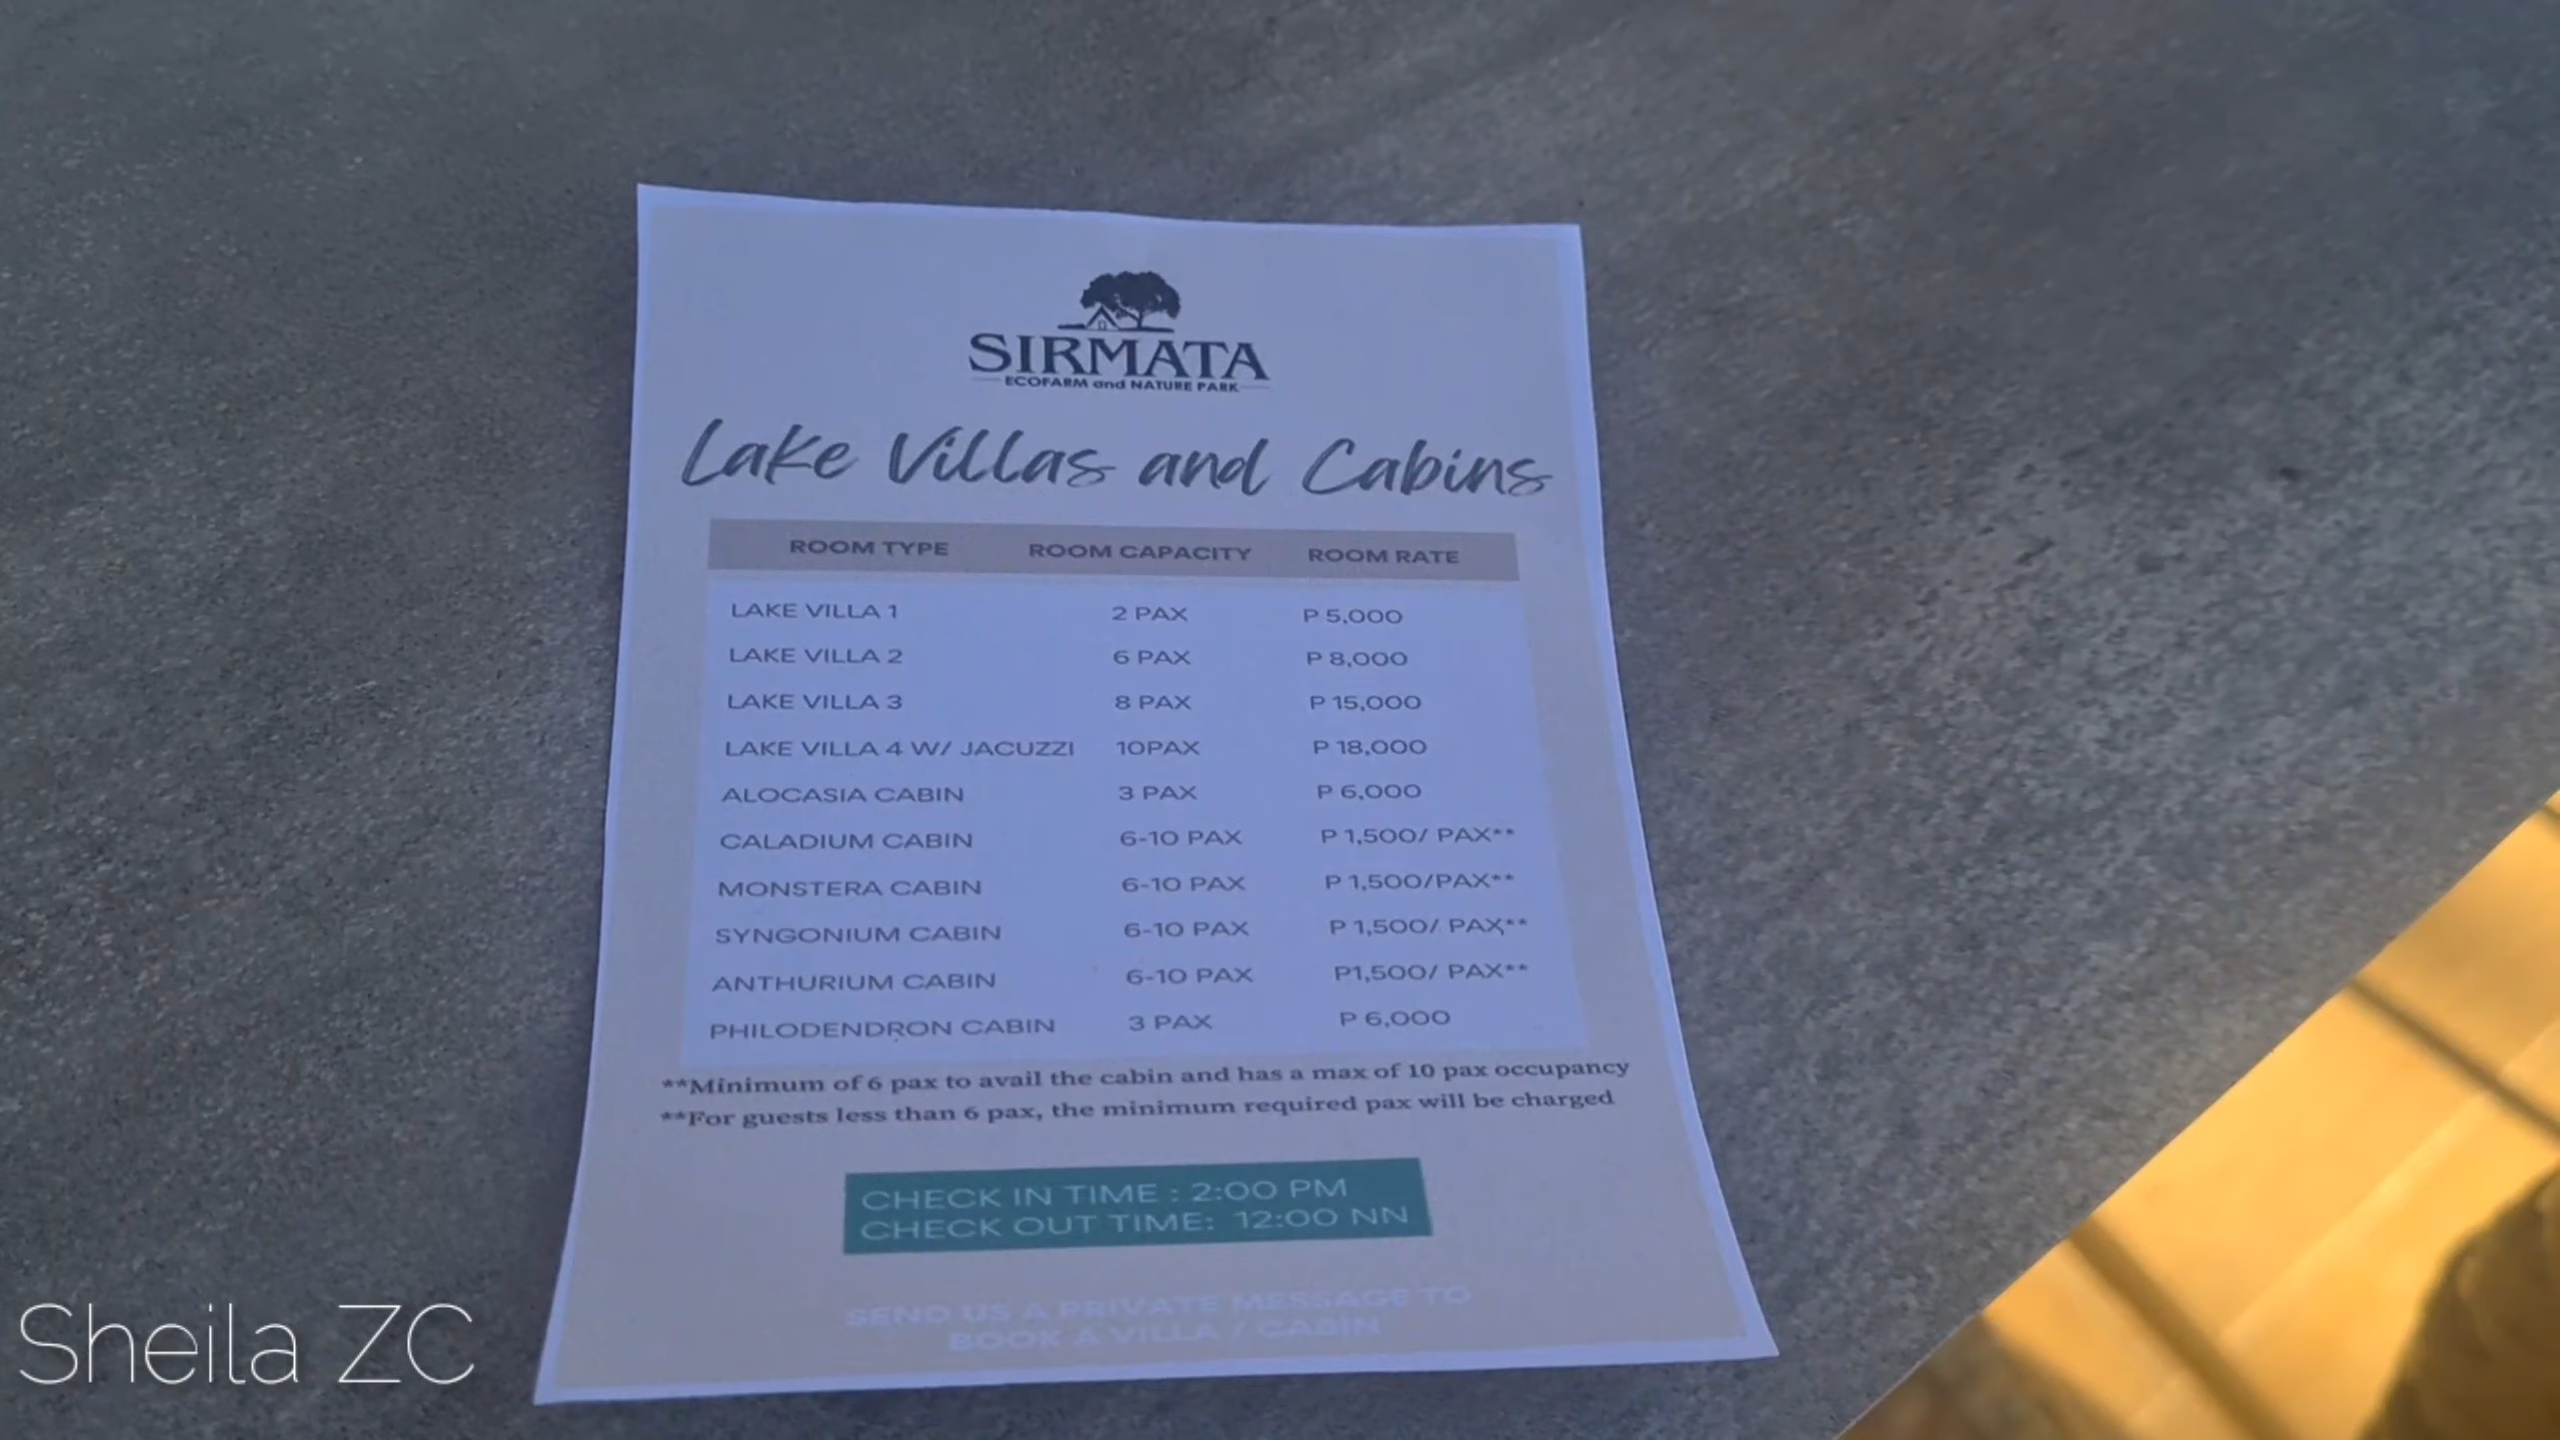 SIRMATA
ECOFARM and NATURE PARK
Lake Villas and Cabins
ROOM TYPE ROOM CAPACITY ROOM RATE
LAKE VILLA 1 2 PAX P 5,000
LAKE VILLA 2 6 PAX P 8,000
LAKE VILLA 3 8 PAX P 15,000
LAKE VILLA 4 W/ JACUZZI 10PAX P 18,000
ALOCASIA CABIN 3 PAX P 6,000
CALADIUM CABIN 6-10 PAX P 1,500/ PAX**
MONSTERA CABIN 6-10 PAX P 1,500/PAX**
SYNGONIUM CABIN 6-10 PAX P 1,500/ PAX**
ANTHURIUM CABIN 6-10 PAX P1,500/ PAX**
PHILODENDRON CABIN 3 PAX P 6,000
**Minimum of 6 pax to avail the cabin and has a max of 10 pax occupancy
**For guests less than 6 pax, the minimum required pax will be charged
CHECK IN TIME : 2:00 PM
CHECK OUT TIME: 12:00 NN
SEND US A PRIVATE MESSAGE TO
BOOK A VILLA / CABIN
Sheila ZC